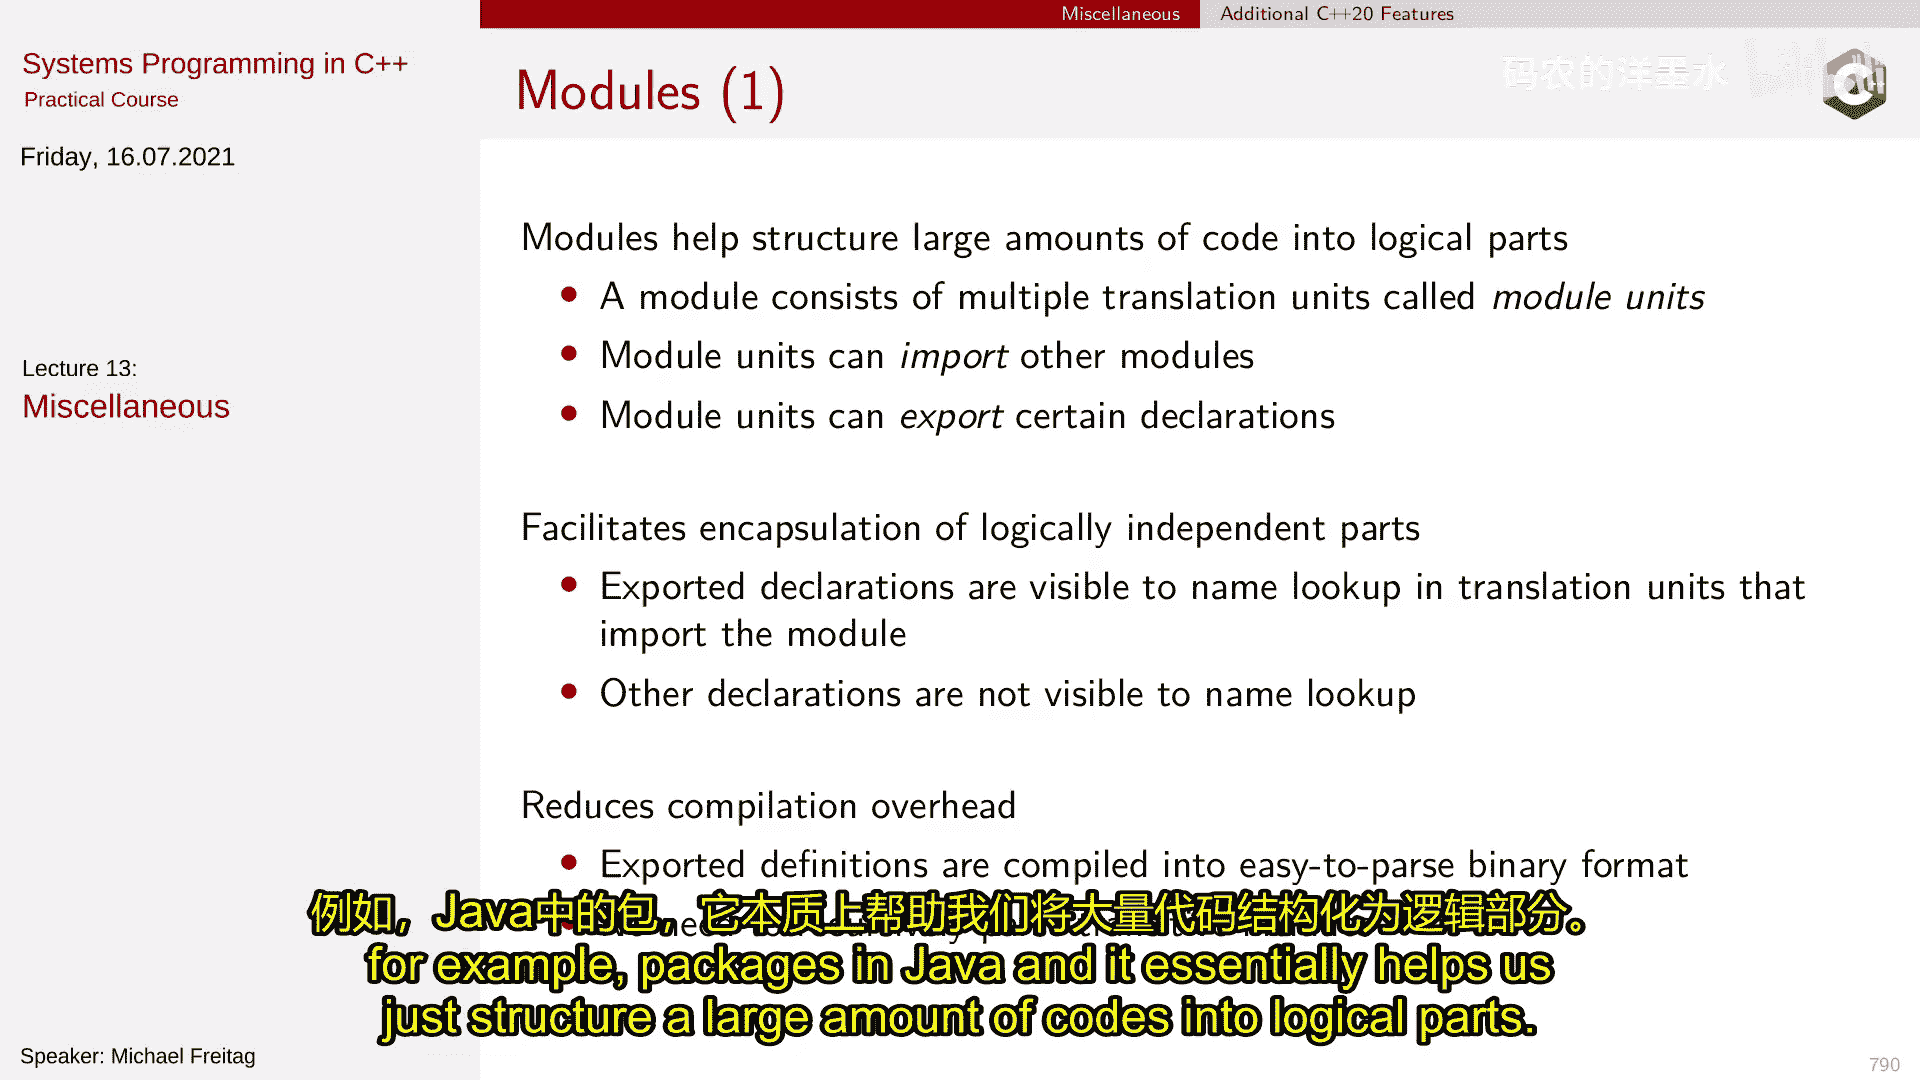 Miscellaneous
Additional C++20 Features
Systems Programming in C++
Practical Course
Friday, 16.07.2021
Modules (1)
码农的洋墨水
Lecture 13:
Miscellaneous
Modules help structure large amounts of code into logical parts
A module consists of multiple translation units called module units
Module units can import other modules
Module units can export certain declarations
Facilitates encapsulation of logically independent parts
Exported declarations are visible to name lookup in translation units that
import the module
Other declarations are not visible to name lookup
Reduces compilation overhead
Exported definitions are compiled into easy-to-parse binary format
例如，Java中的包，它本质上帮助我们将大量代码结构化为逻辑部分。
for example, packages in Java and it essentially helps us
just structure a large amount of codes into logical parts.
Speaker: Michael Freitag
790